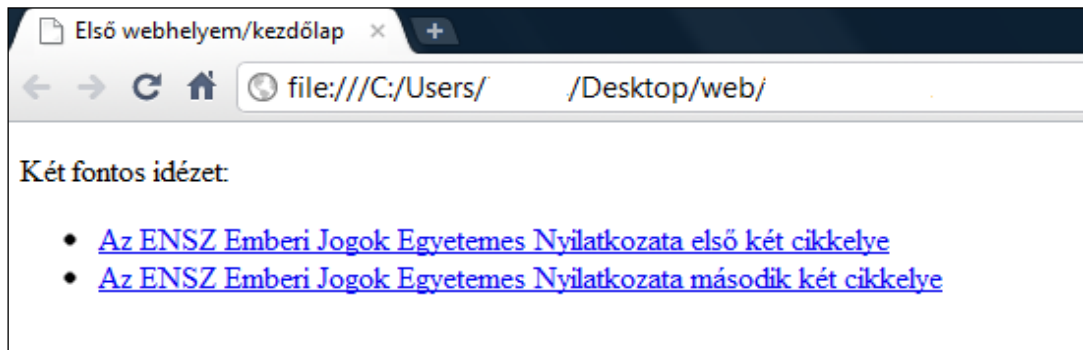 Első webhelyem/kezdőlap
file:///C:/Users/ /Desktop/web/
Két fontos idézet:
Az ENSZ Emberi Jogok Egyetemes Nyilatkozata első két cikkelye
Az ENSZ Emberi Jogok Egyetemes Nyilatkozata második két cikkelye